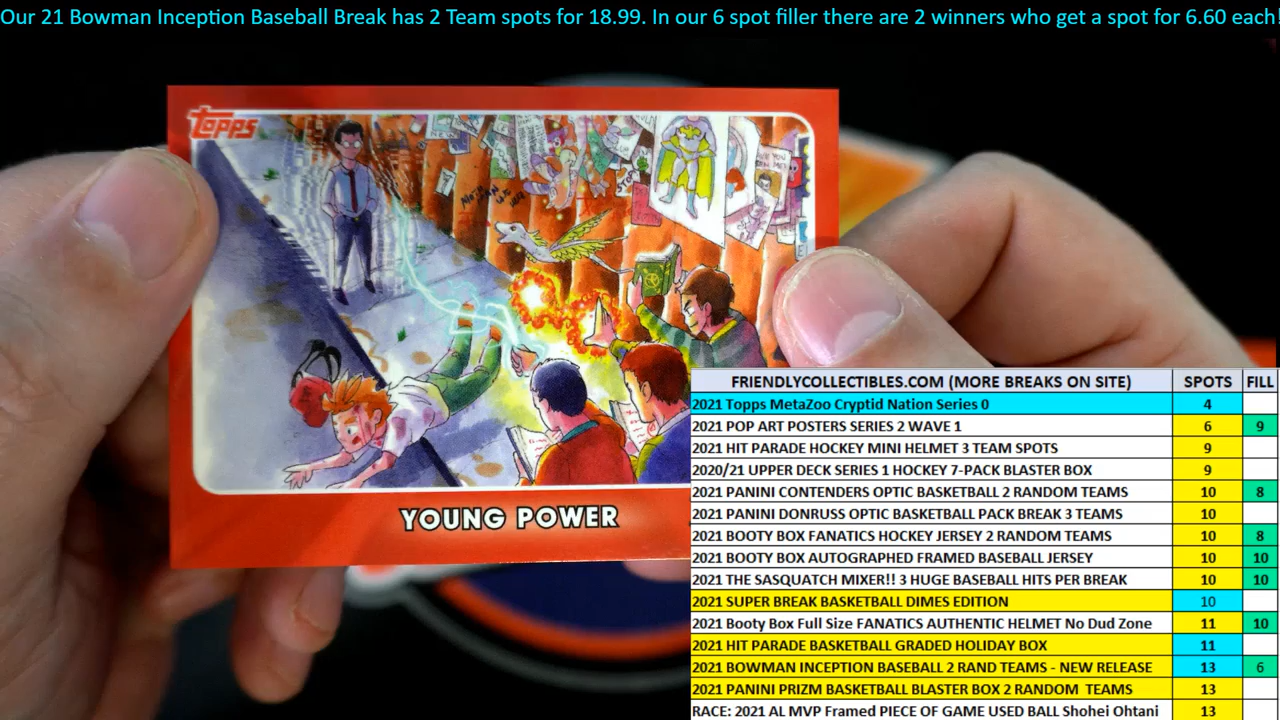 Our 21 Bowman Inception Baseball Break has 2 Team spots for 18.99. In our 6 spot filler there are 2 winners who get a spot for 6.60 each!
Topps
YOUNG POWER
FRIENDLYCOLLECTIBLES.COM (MORE BREAKS ON SITE) SPOTS FILL
2021 Topps MetaZoo Cryptid Nation Series 0 4
2021 POP ART POSTERS SERIES 2 WAVE 1 6 9
2021 HIT PARADE HOCKEY MINI HELMET 3 TEAM SPOTS 9
2020/21 UPPER DECK SERIES 1 HOCKEY 7-PACK BLASTER BOX 9
2021 PANINI CONTENDERS OPTIC BASKETBALL 2 RANDOM TEAMS 10 8
2021 PANINI DONRUSS OPTIC BASKETBALL PACK BREAK 3 TEAMS 10
2021 BOOTY BOX FANATICS HOCKEY JERSEY 2 RANDOM TEAMS 10 8
2021 BOOTY BOX AUTOGRAPHED FRAMED BASEBALL JERSEY 10 10
2021 THE SASQUATCH MIXER!! 3 HUGE BASEBALL HITS PER BREAK 10 10
2021 SUPER BREAK BASKETBALL DIMES EDITION 10
2021 Booty Box Full Size FANATICS AUTHENTIC HELMET No Dud Zone 11 10
2021 HIT PARADE BASKETBALL GRADED HOLIDAY BOX 11
2021 BOWMAN INCEPTION BASEBALL 2 RAND TEAMS - NEW RELEASE 13 6
2021 PANINI PRIZM BASKETBALL BLASTER BOX 2 RANDOM TEAMS 13
RACE: 2021 AL MVP Framed PIECE OF GAME USED BALL Shohei Ohtani 13